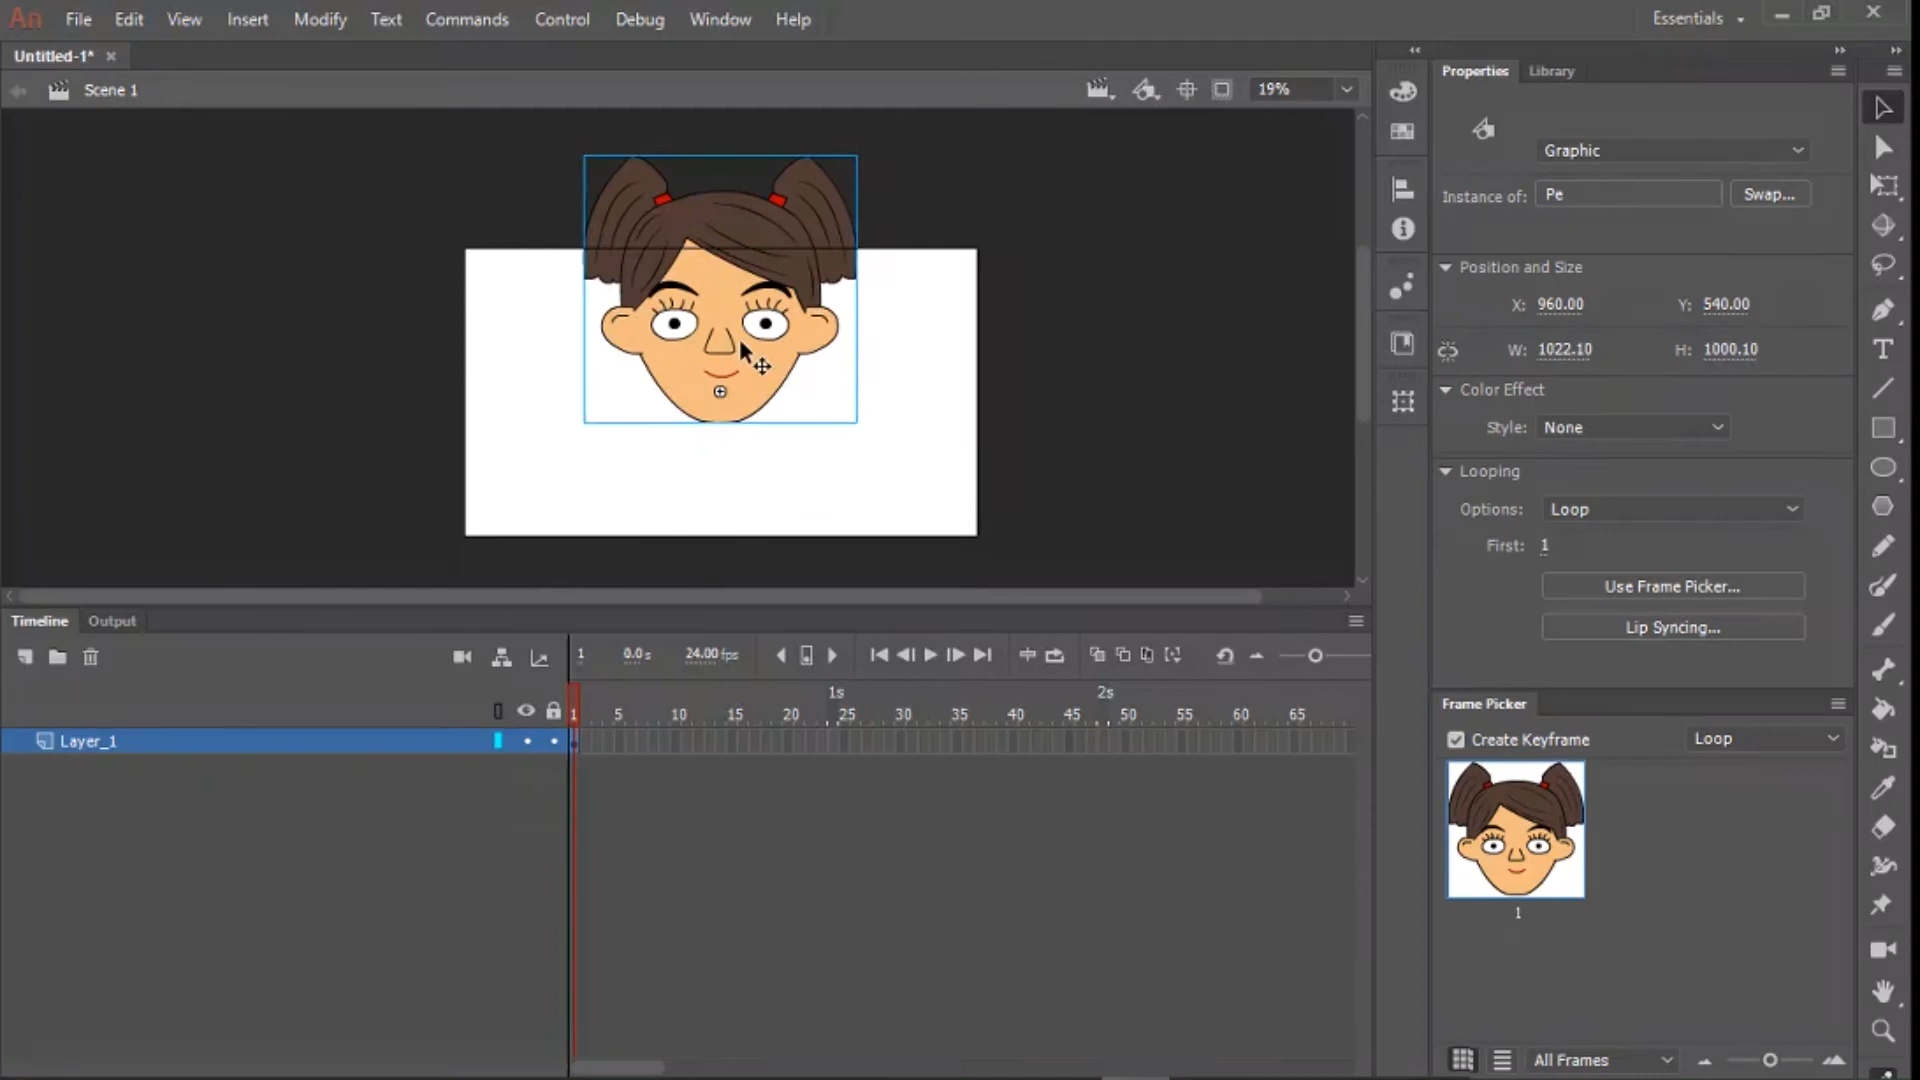 An File Edit View Insert Modify Text Commands Control Debug Window Help Essentials
Untitled-1* ×
Scene 1
19%
Properties Library
Graphic
Instance of: Pe Swap...
Position and Size
X: 960.00 Y: 540.00
W: 1022.10 H: 1000.10
Color Effect
Style: None
Looping
Options: Loop
First: 1
Use Frame Picker...
Lip Syncing...
Timeline Output
1 0.0 s 24.00 fps
1s 2s
1 5 10 15 20 25 30 35 40 45 50 55 60 65
Layer_1
Frame Picker
Create Keyframe Loop
1
All Frames